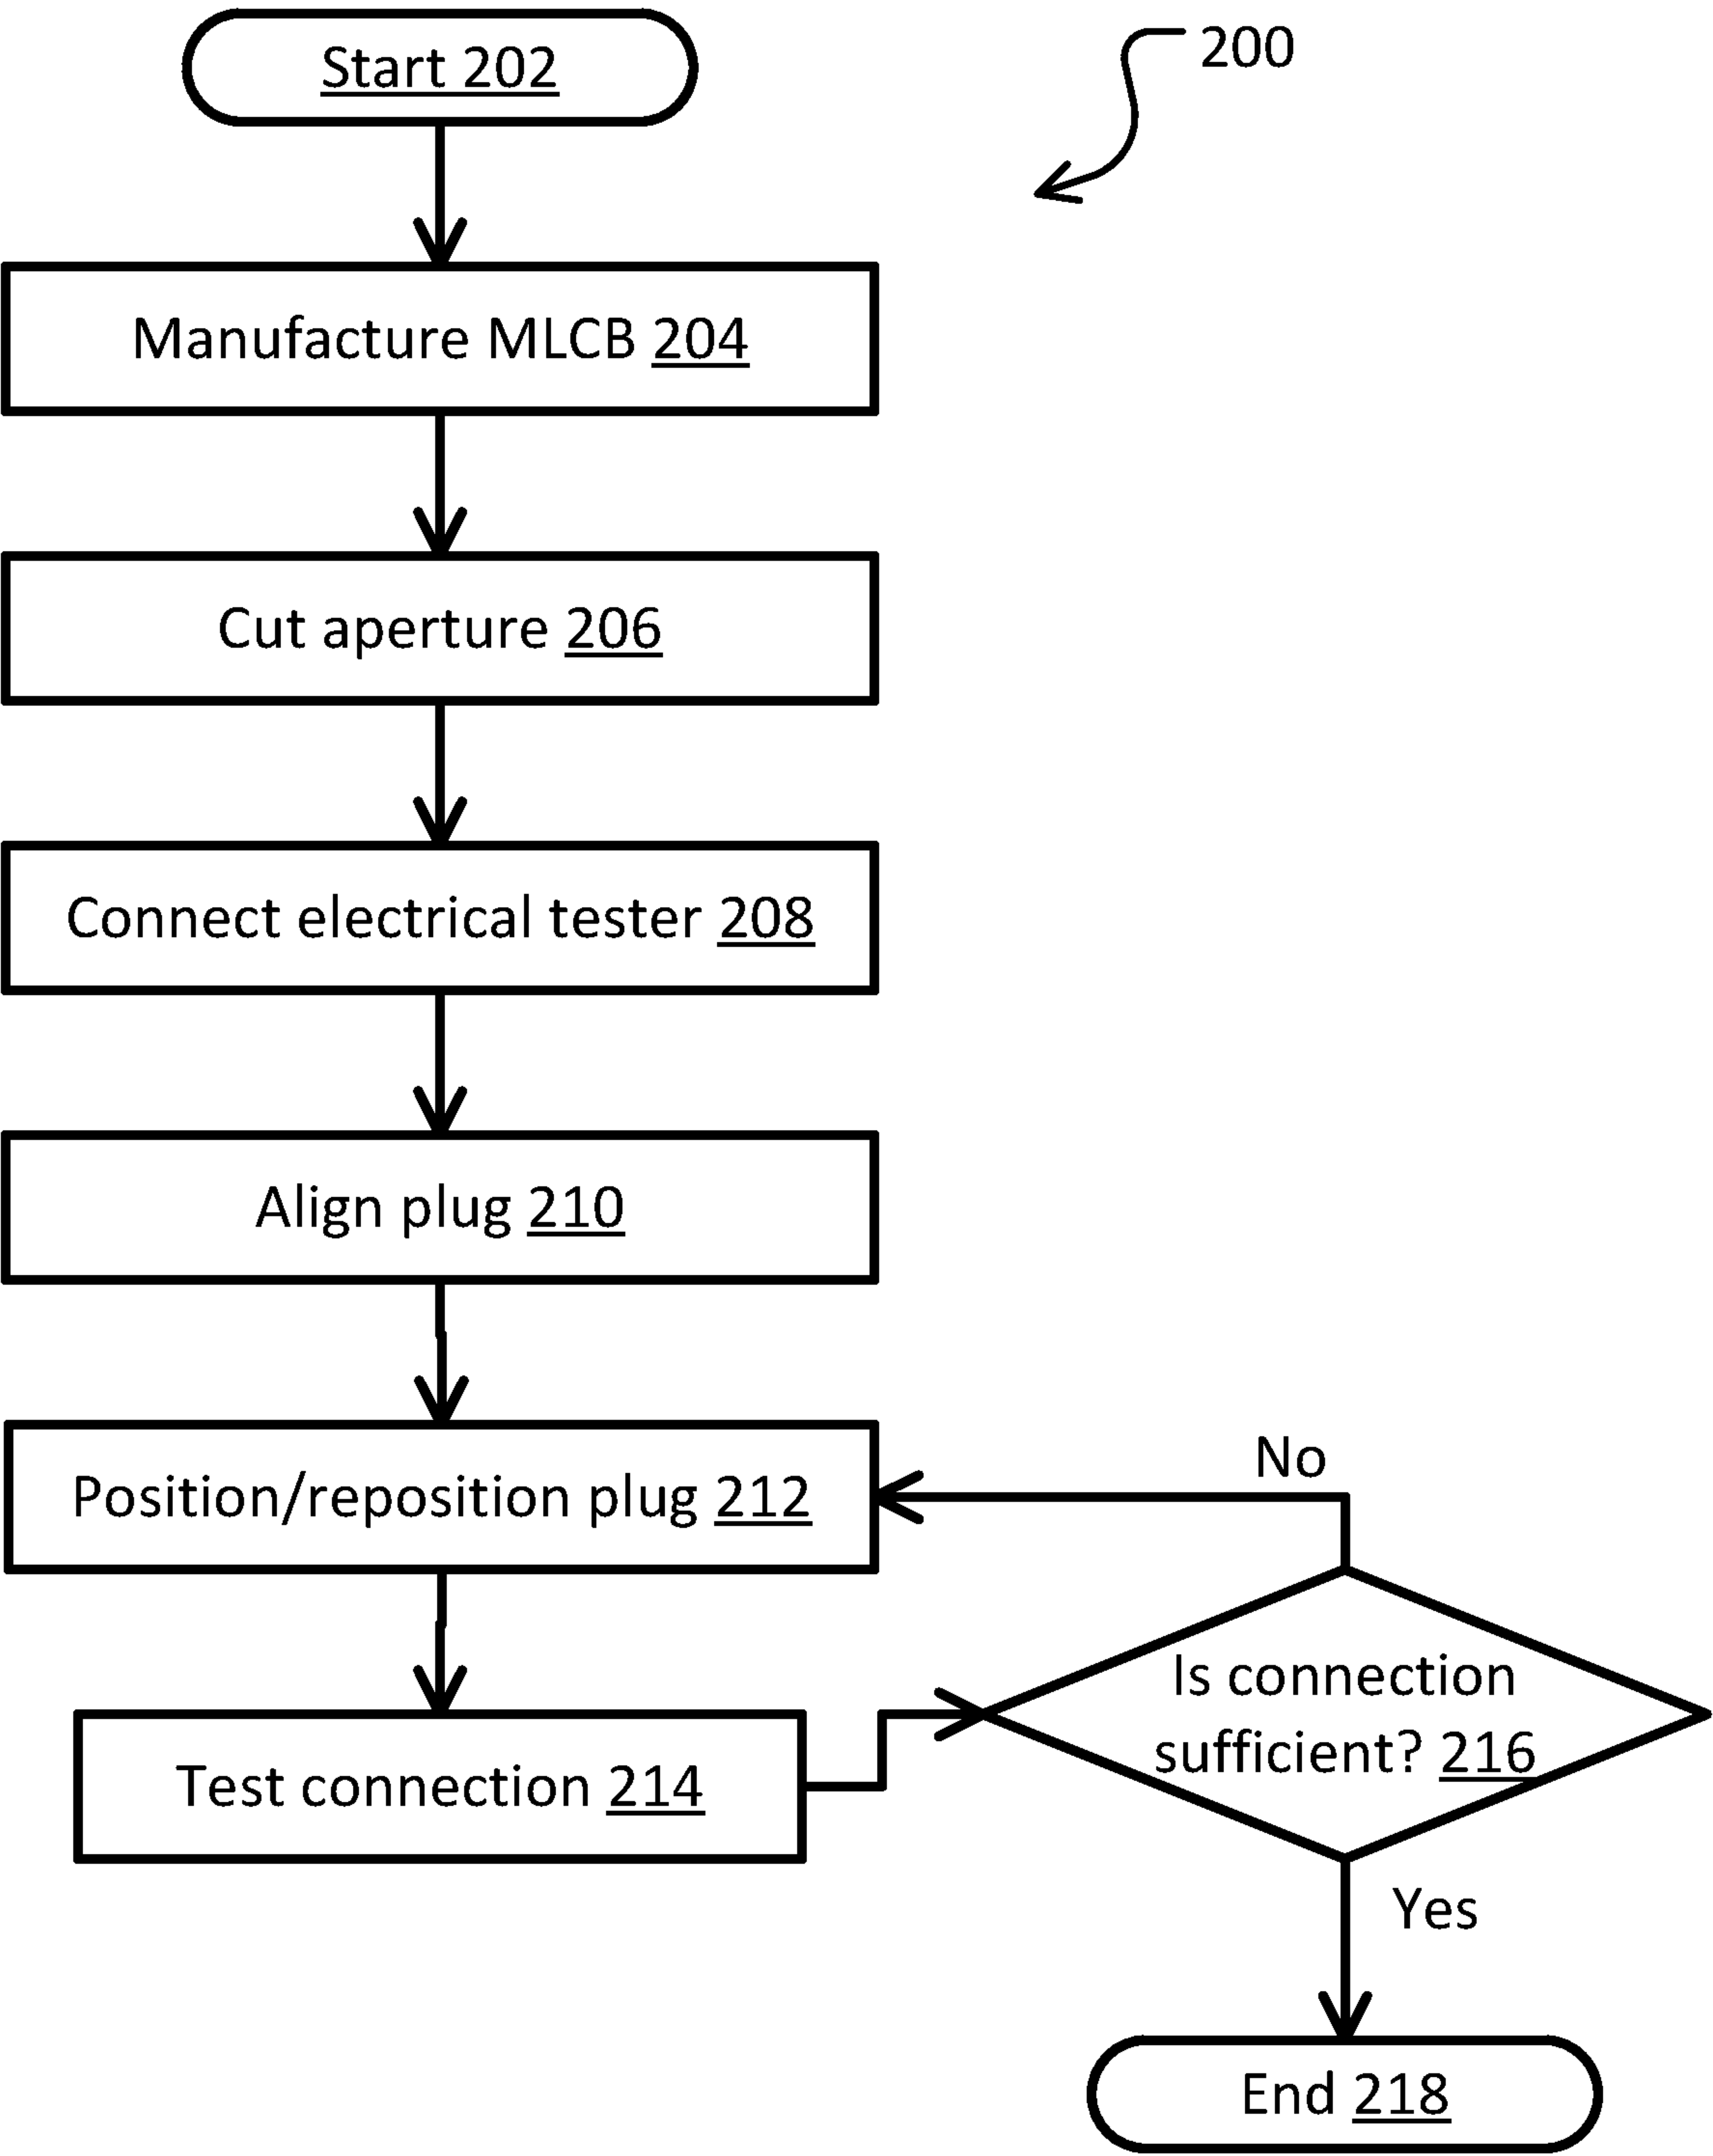 Start 202
200
Manufacture MLCB 204
Cut aperture 206
Connect electrical tester 208
Align plug 210
Position/reposition plug 212
No
Is connection
sufficient? 216
Test connection 214
Yes
End 218